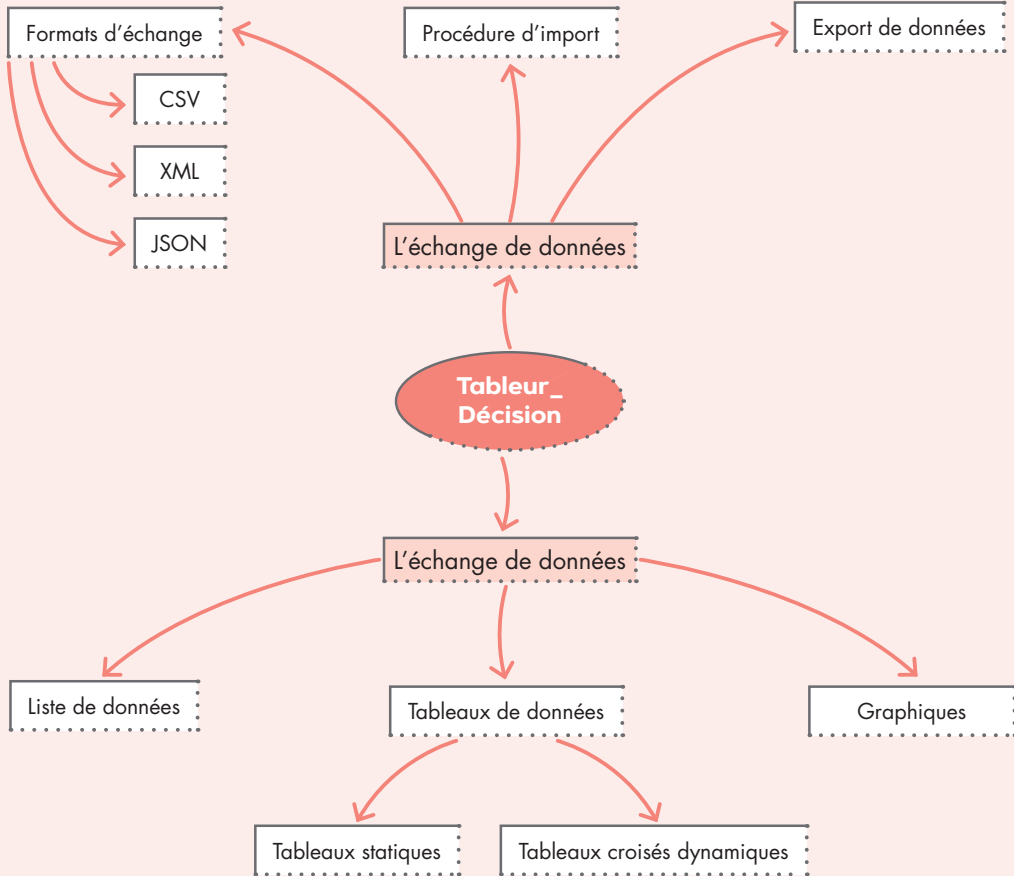 Formats d'échange
Procédure d'import
Export de données
CSV
XML
JSON
L'échange de données
Tableur_
Décision
L'échange de données
Liste de données
Tableaux de données
Graphiques
Tableaux statiques
Tableaux croisés dynamiques